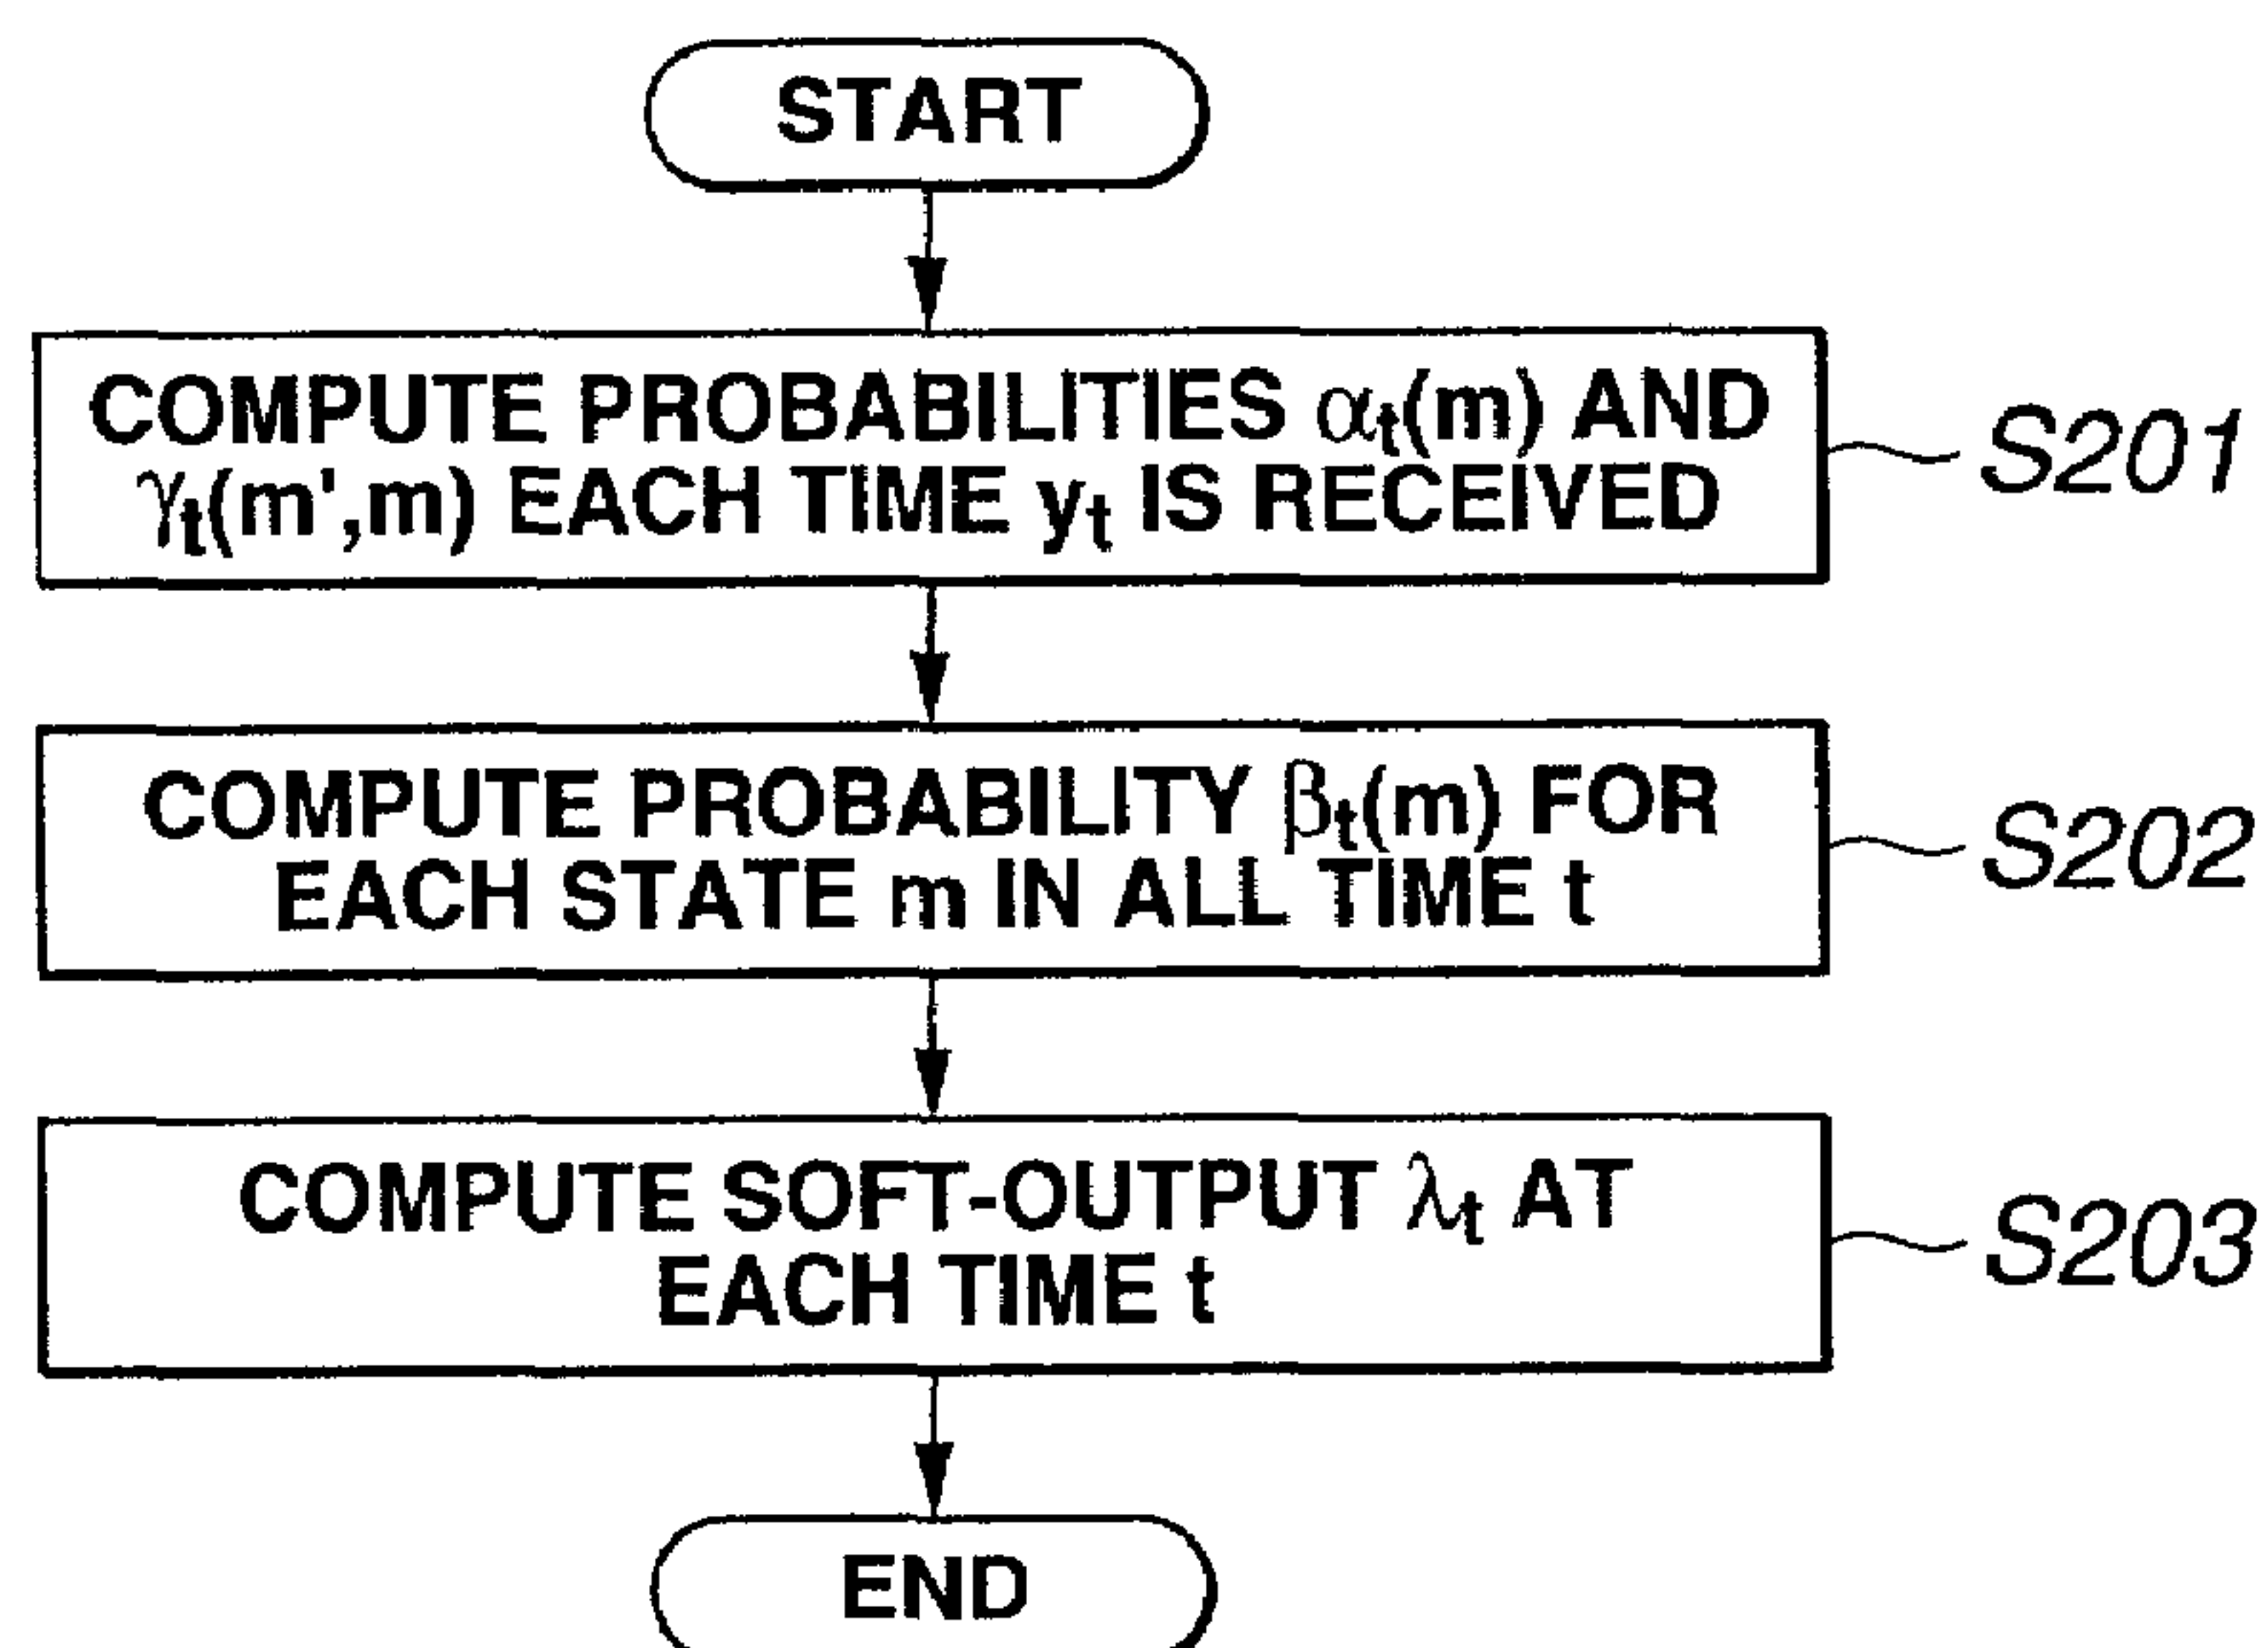 START
COMPUTE PROBABILITIES αt(m) AND
γt(m',m) EACH TIME yt IS RECEIVED
S201
COMPUTE PROBABILITY βt(m) FOR
EACH STATE m IN ALL TIME t
S202
COMPUTE SOFT-OUTPUT λt AT
EACH TIME t
S203
END